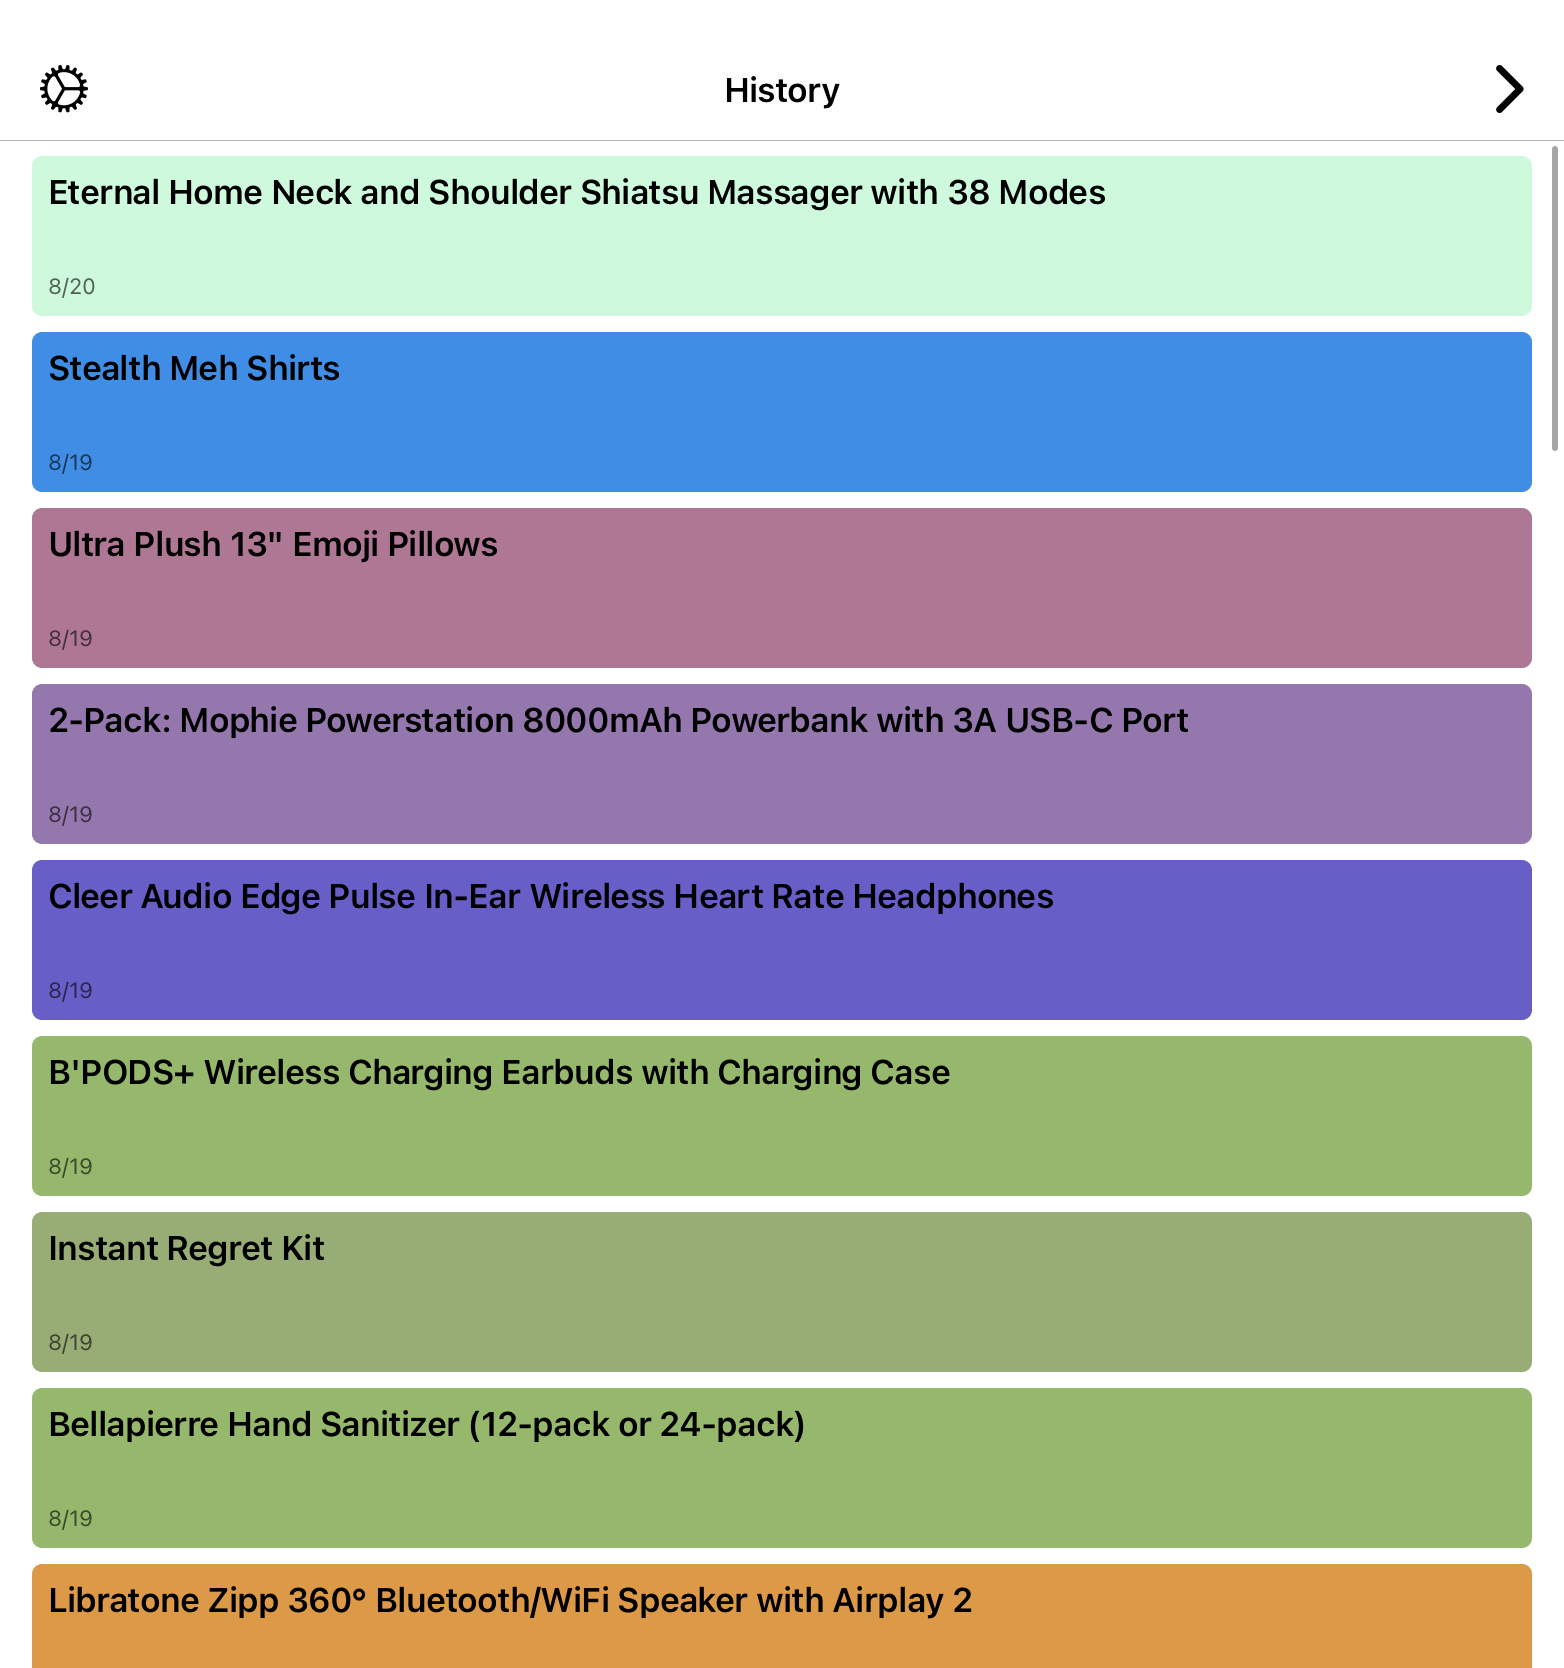 History
Eternal Home Neck and Shoulder Shiatsu Massager with 38 Modes
8/20
Stealth Meh Shirts
8/19
Ultra Plush 13" Emoji Pillows
8/19
2-Pack: Mophie Powerstation 8000mAh Powerbank with 3A USB-C Port
8/19
Cleer Audio Edge Pulse In-Ear Wireless Heart Rate Headphones
8/19
B'PODS+ Wireless Charging Earbuds with Charging Case
8/19
Instant Regret Kit
8/19
Bellapierre Hand Sanitizer (12-pack or 24-pack)
8/19
Libratone Zipp 360° Bluetooth/WiFi Speaker with Airplay 2